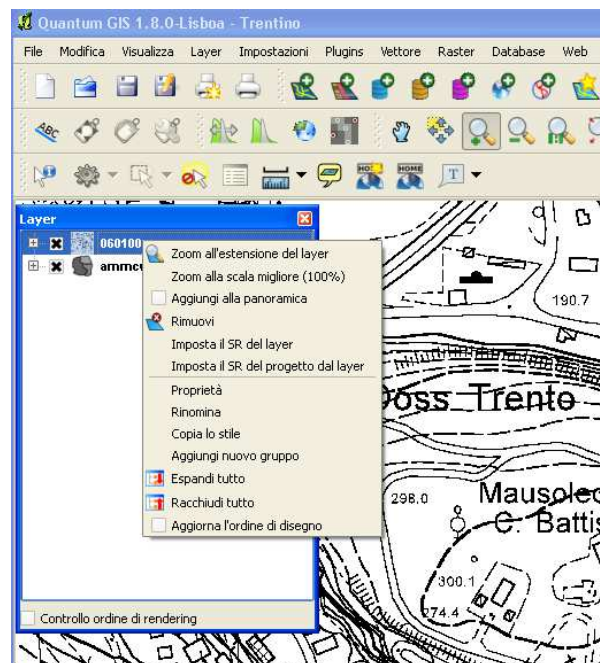 Quantum GIS 1.8.0-Lisboa - Trentino
File Modifica Visualizza Layer Impostazioni Plugins Vettore Raster Database Web
ABC
HOME
T
Layer
060100
Zoom all'estensione del layer
Zoom alla scala migliore (100%)
Aggiungi alla panoramica
Rimuovi
Imposta il SR del layer
Imposta il SR del progetto dal layer
Proprietà
Rinomina
Copia lo stile
Aggiungi nuovo gruppo
Espandi tutto
Racchiudi tutto
Aggiorna l'ordine di disegno
Controllo ordine di rendering
190.7
Doss Trento
298.0
Mausoleo
C. Battis
300.1
274.4